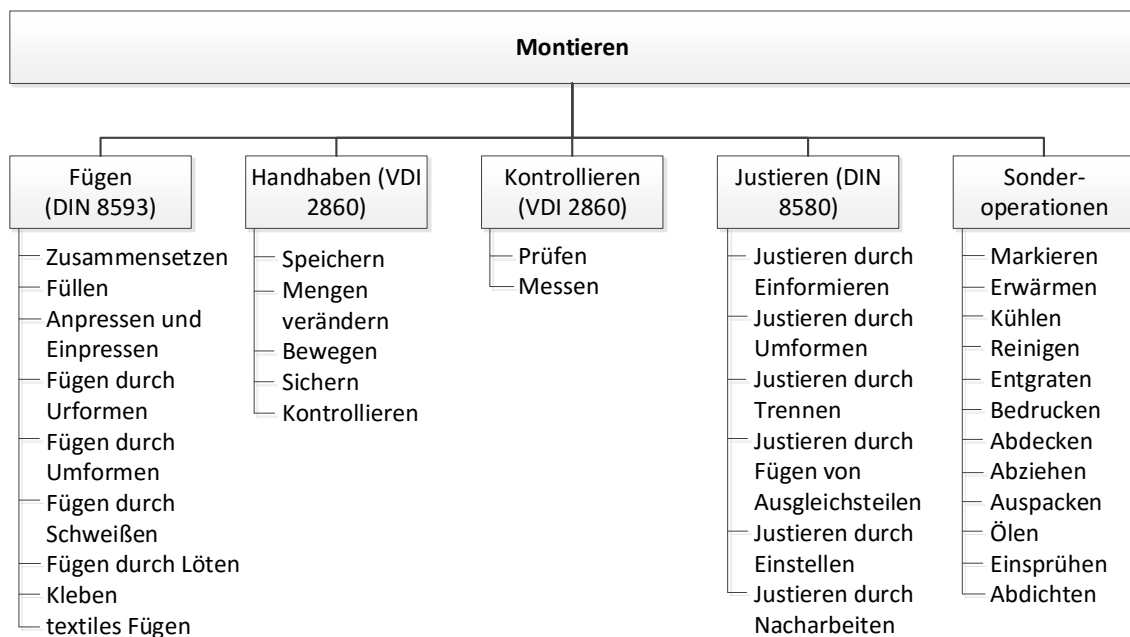 Montieren
Fügen
(DIN 8593)
Zusammensetzen
Füllen
Anpressen und
Einpressen
Fügen durch
Urformen
Fügen durch
Umformen
Fügen durch
Schweißen
Fügen durch Löten
Kleben
textiles Fügen
Handhaben (VDI
2860)
Speichern
Mengen
verändern
Bewegen
Sichern
Kontrollieren
Kontrollieren
(VDI 2860)
Prüfen
Messen
Justieren (DIN
8580)
Justieren durch
Einformieren
Justieren durch
Umformen
Justieren durch
Trennen
Justieren durch
Fügen von
Ausgleichsteilen
Justieren durch
Einstellen
Justieren durch
Nacharbeiten
Sonder-
operationen
Markieren
Erwärmen
Kühlen
Reinigen
Entgraten
Bedrucken
Abdecken
Abziehen
Auspacken
Ölen
Einsprühen
Abdichten